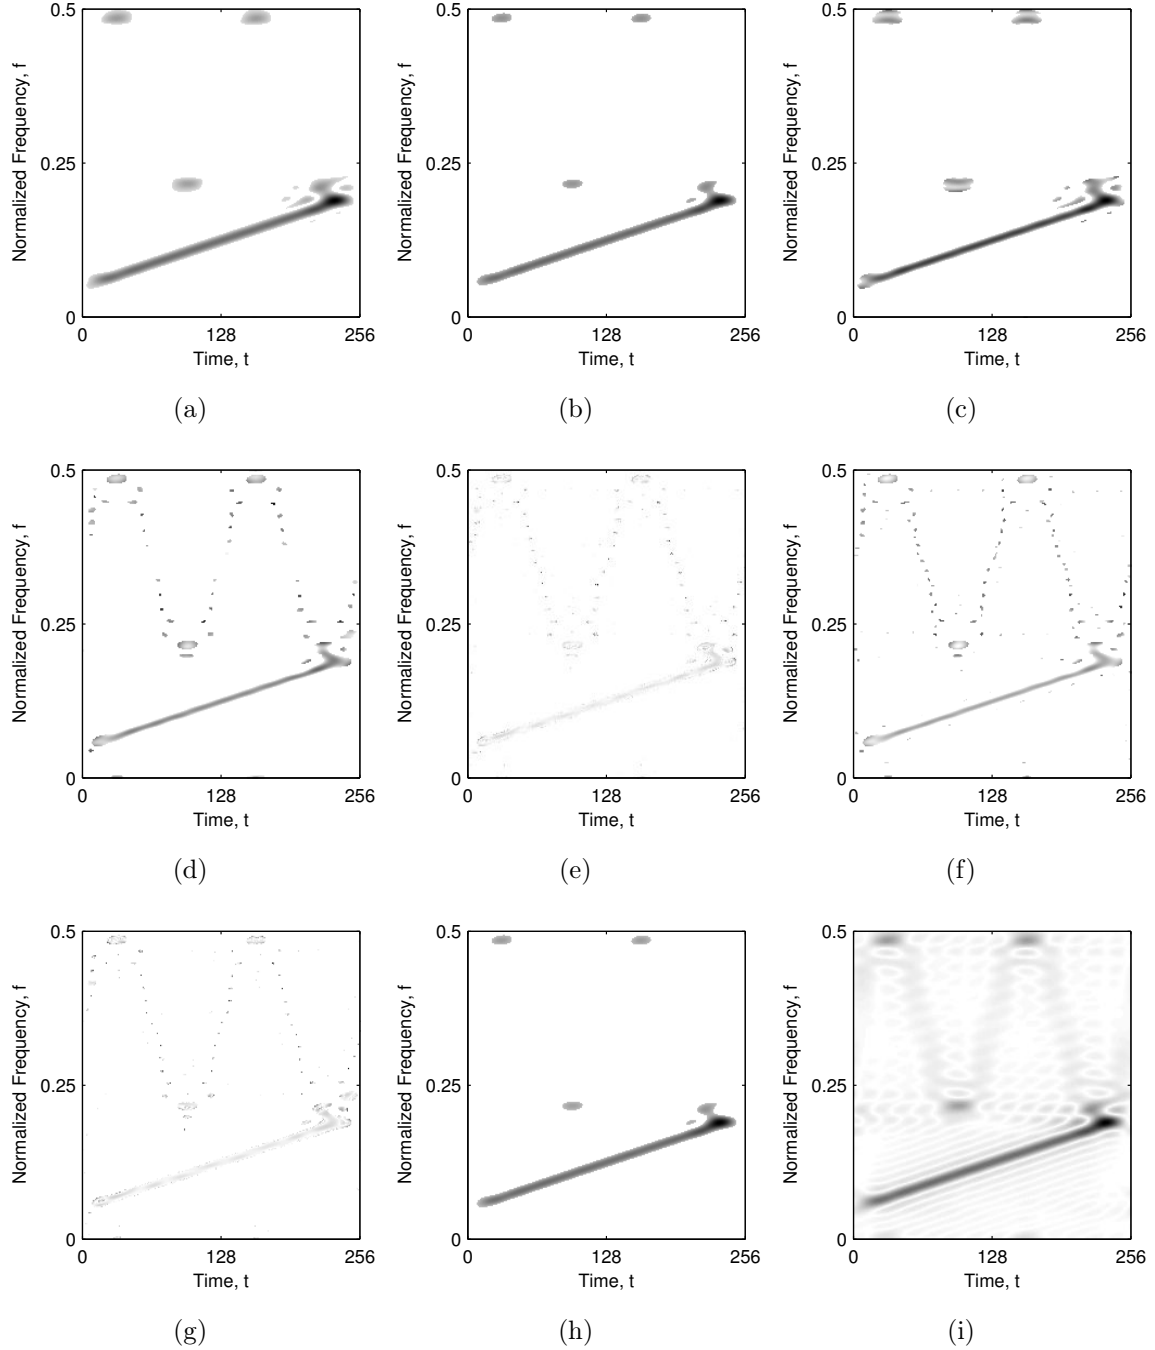 0.5 0.5 0.5
Normalized Frequency, f Normalized Frequency, f Normalized Frequency, f
0.25 0.25 0.25
0 0 0
0 128 256 0 128 256 0 128 256
Time, t Time, t Time, t
(a) (b) (c)
0.5 0.5 0.5
Normalized Frequency, f Normalized Frequency, f Normalized Frequency, f
0.25 0.25 0.25
0 0 0
0 128 256 0 128 256 0 128 256
Time, t Time, t Time, t
(d) (e) (f)
0.5 0.5 0.5
Normalized Frequency, f Normalized Frequency, f Normalized Frequency, f
0.25 0.25 0.25
0 0 0
0 128 256 0 128 256 0 128 256
Time, t Time, t Time, t
(g) (h) (i)